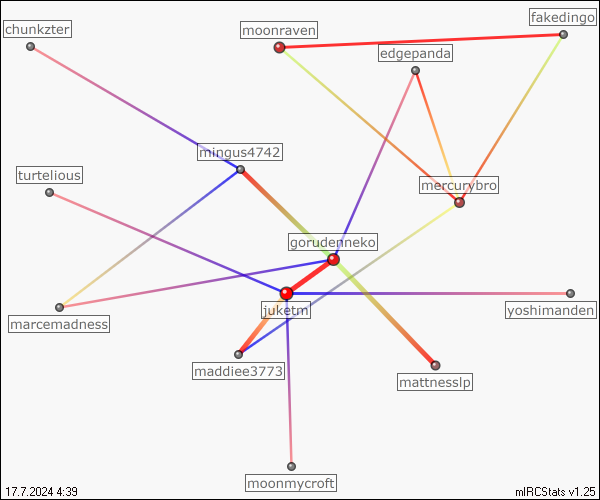 chunkzter
moonraven
fakedingo
edgepanda
mingus4742
turtelious
mercurybro
gorudenneko
marcemadness
juketm
yoshimanden
maddiee3773
mattnesslp
moonmycroft
17.7.2024 4:39
mIRCStats v1.25